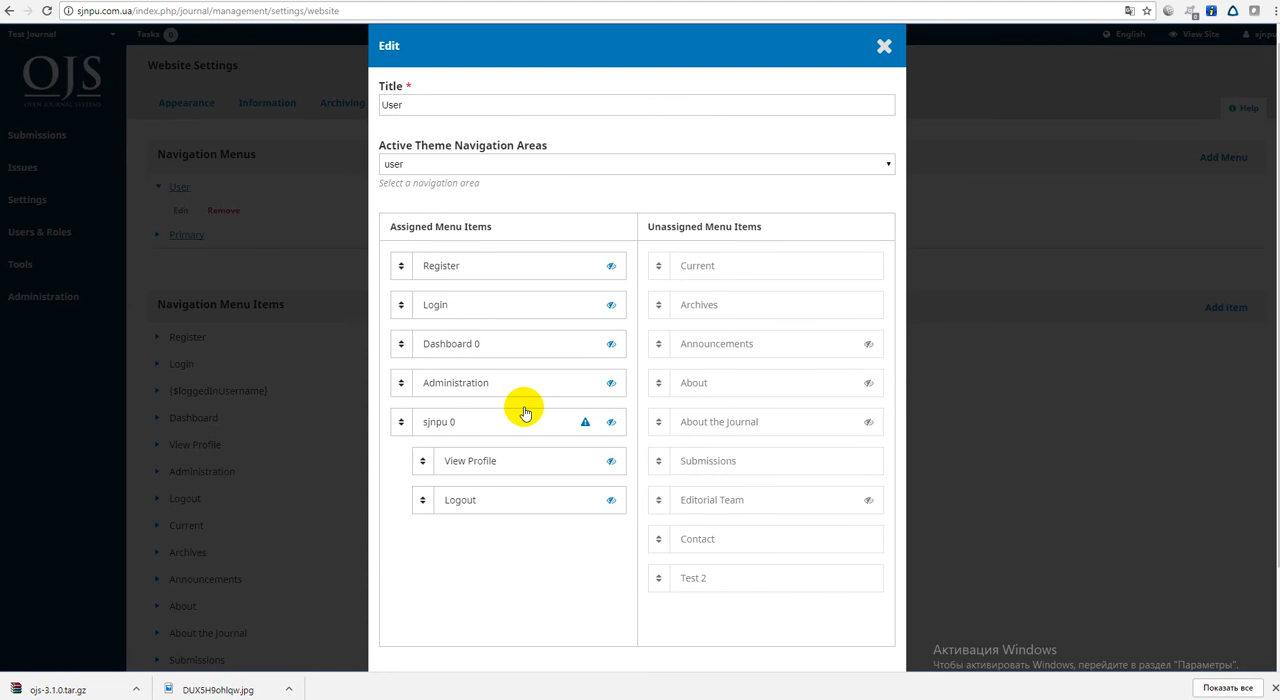 sjnpu.com.ua/index.php/journal/management/settings/website
Test Journal
Tasks 0
English
View Site
sjnpu
OJS
OPEN JOURNAL SYSTEMS
Submissions
Issues
Settings
Users & Roles
Tools
Administration
Website Settings
Appearance
Information
Archiving
Help
Navigation Menus
Add Menu
User
Edit
Remove
Primary
Navigation Menu Items
Add item
Register
Login
{$loggedInUsername}
Dashboard
View Profile
Administration
Logout
Current
Archives
Announcements
About
About the Journal
Submissions
Edit
Title *
User
Active Theme Navigation Areas
user
Select a navigation area
Assigned Menu Items
Register
Login
Dashboard 0
Administration
sjnpu 0
View Profile
Logout
Unassigned Menu Items
Current
Archives
Announcements
About
About the Journal
Submissions
Editorial Team
Contact
Test 2
Активация Windows
Чтобы активировать Windows, перейдите в раздел "Параметры".
ojs-3.1.0.tar.gz
DUX5H9ohlqw.jpg
Показать все